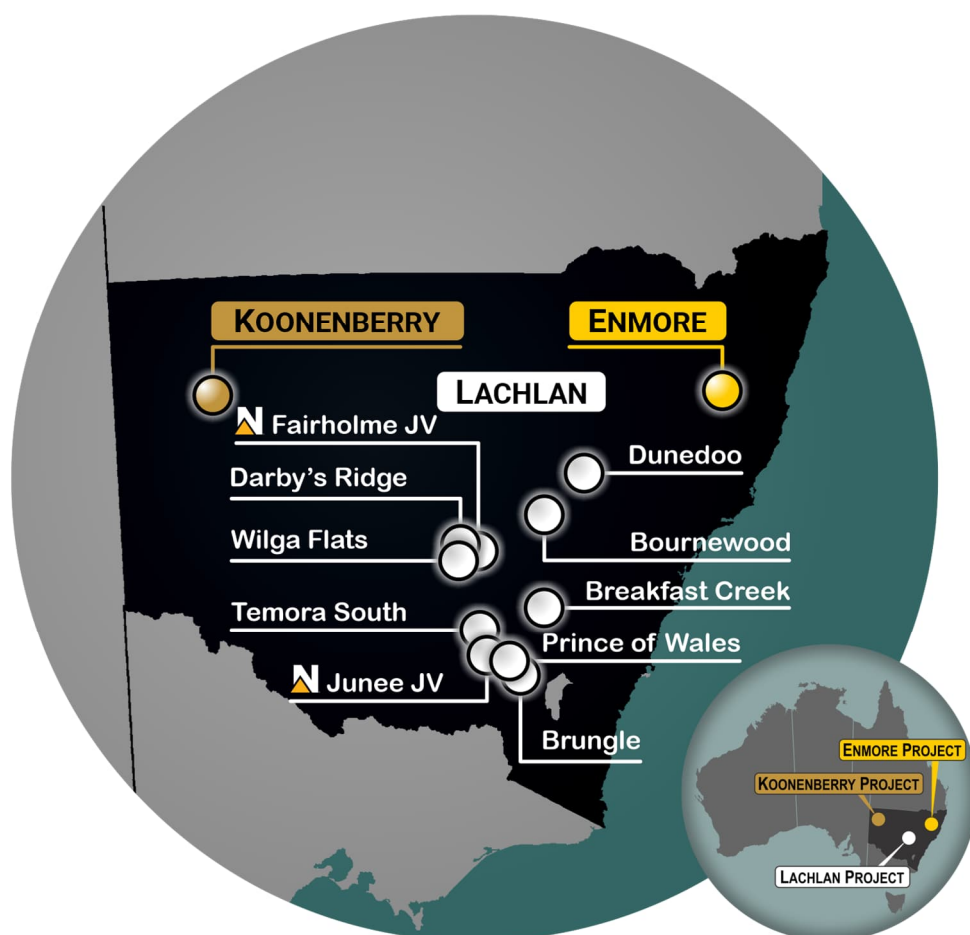 KOONENBERRY
ENMORE
LACHLAN
N Fairholme JV
Darby's Ridge
Dunedoo
Wilga Flats
Bournewood
Breakfast Creek
Temora South
Prince of Wales
N Junee JV
Brungle
ENMORE PROJECT
KOONENBERRY PROJECT
LACHLAN PROJECT